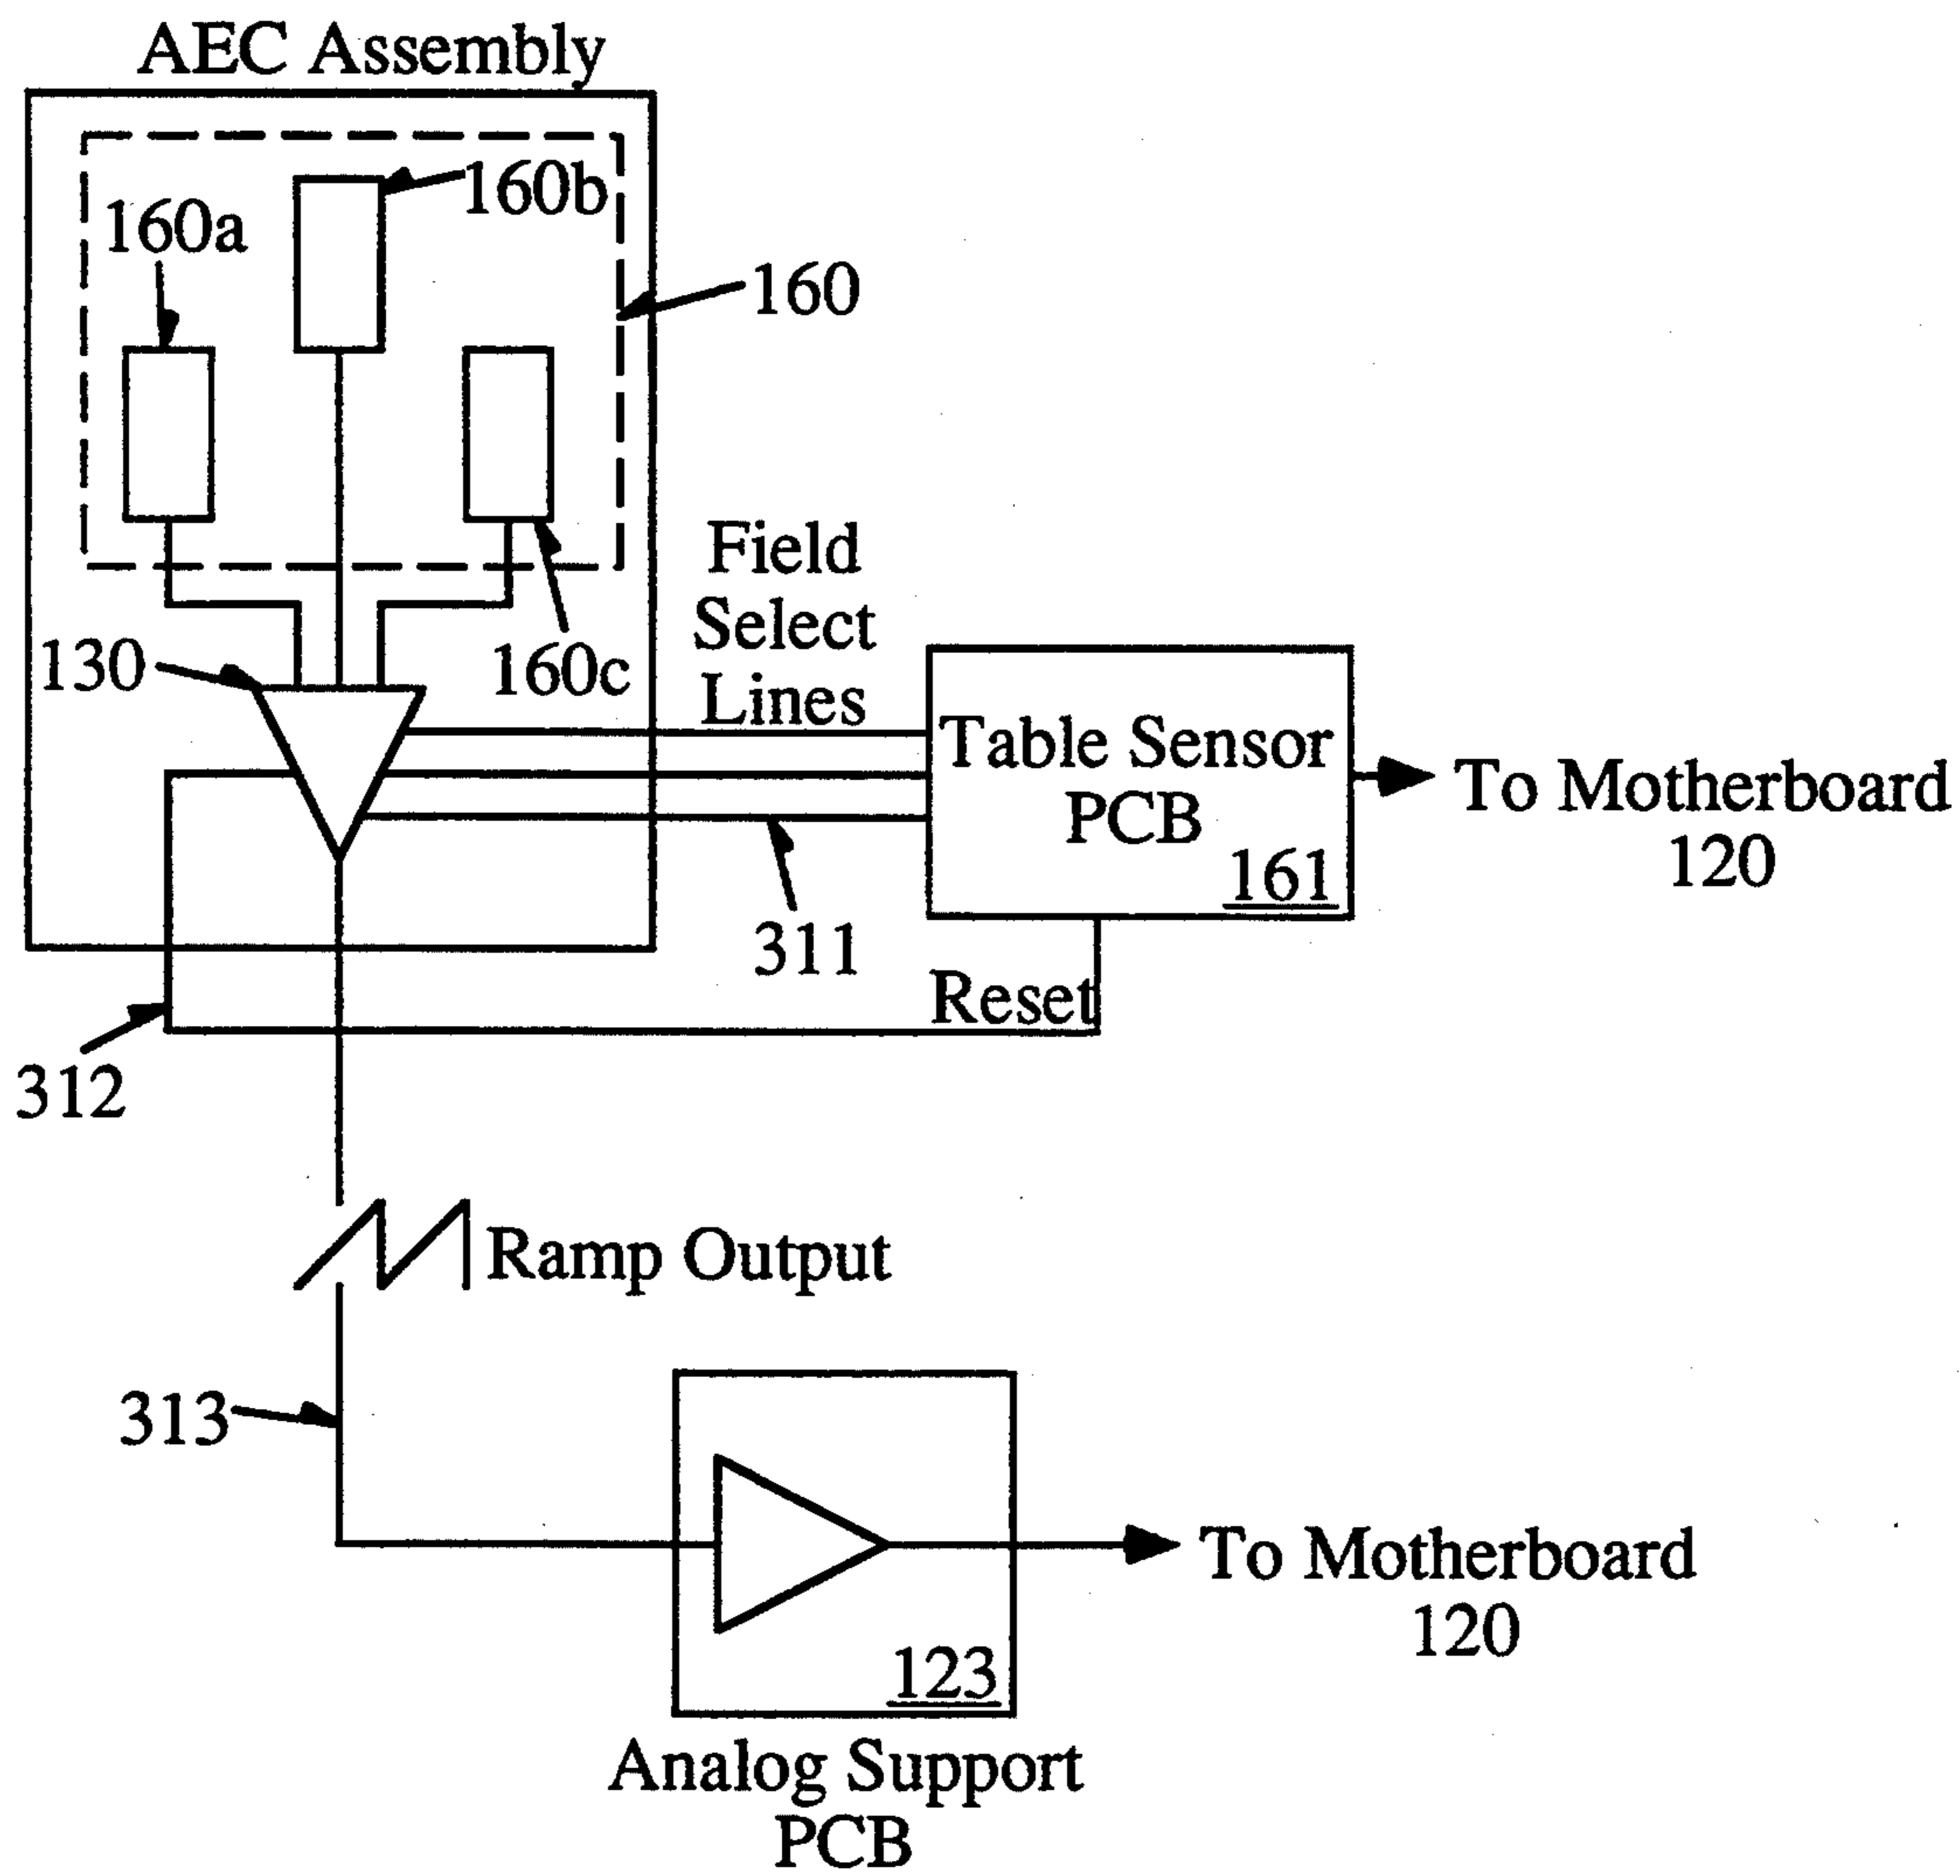 AEC Assembly
160b
160a
160
Field
Select
Lines
130
160c
Table Sensor
PCB
161
To Motherboard
120
311
Reset
312
Ramp Output
313
To Motherboard
120
123
Analog Support
PCB